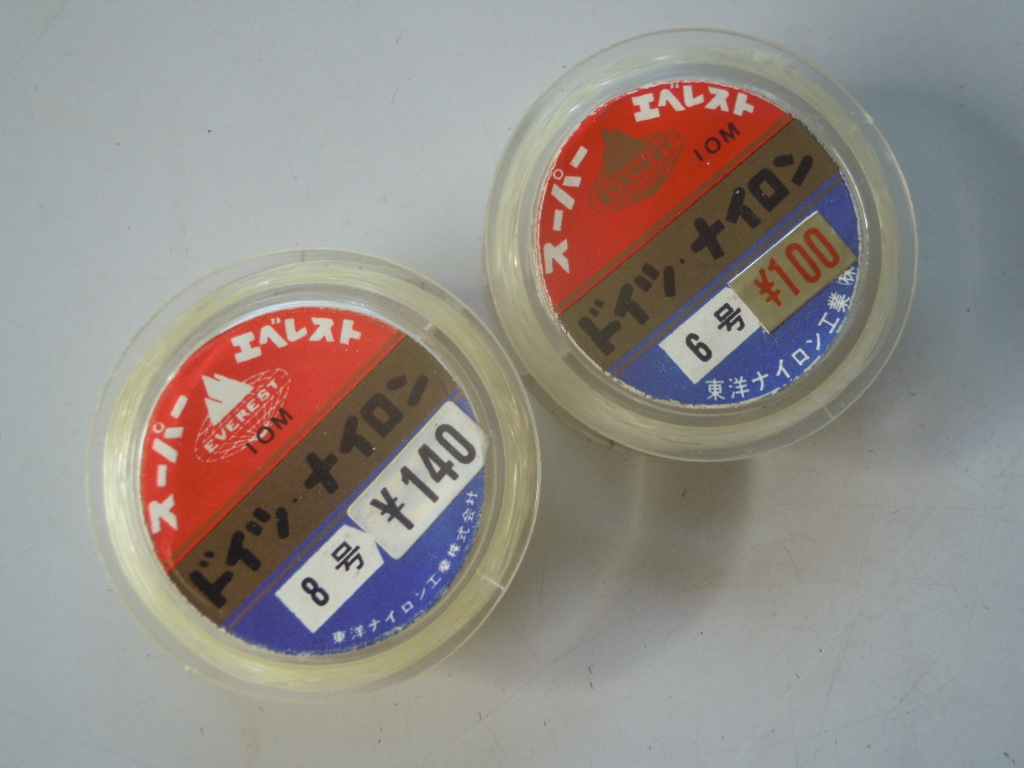 スーパー エベレスト
EVEREST
10M
ドイツ・ナイロン
8号
¥140
東洋ナイロン工業株式会社
スーパー エベレスト
EVEREST
10M
ドイツ・ナイロン
6号
¥100
東洋ナイロン工業㈱